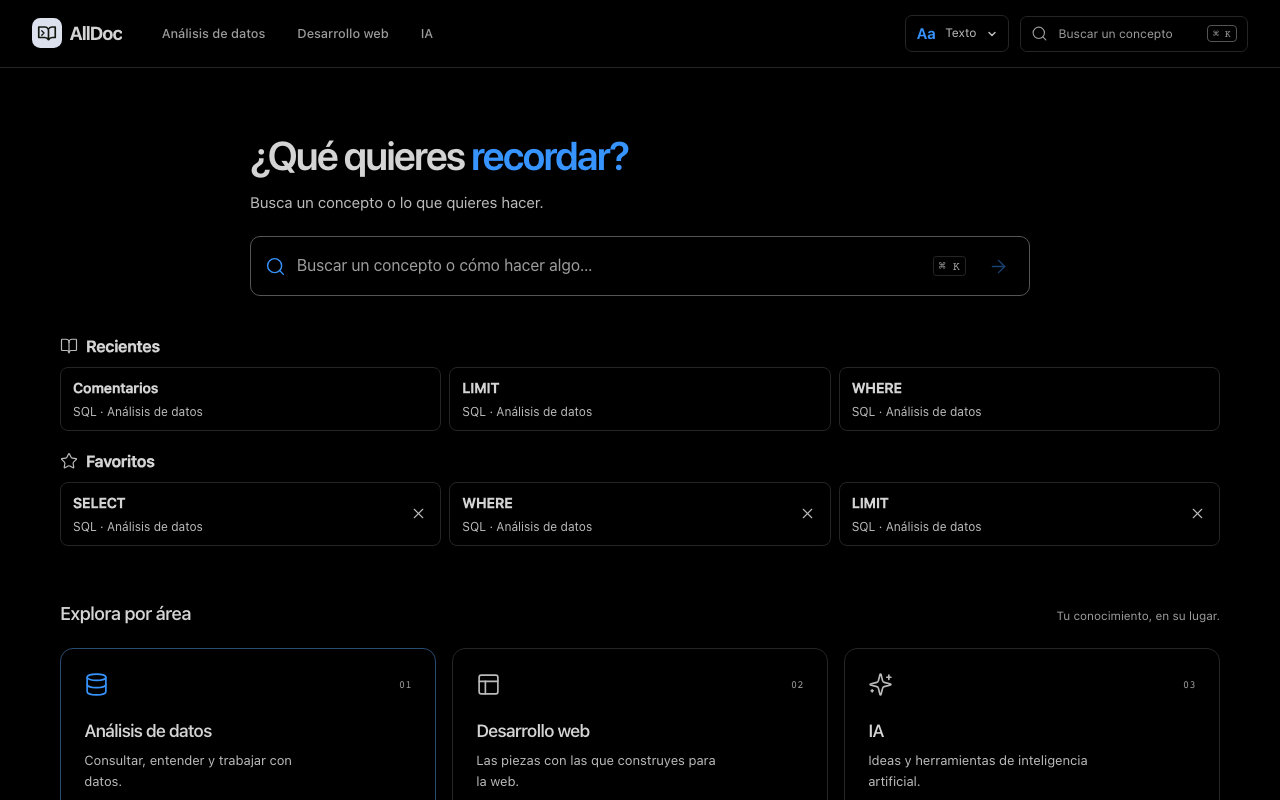 AllDoc
Análisis de datos
Desarrollo web
IA
Aa Texto
Buscar un concepto
⌘ K
¿Qué quieres recordar?
Busca un concepto o lo que quieres hacer.
Buscar un concepto o cómo hacer algo...
⌘ K
Recientes
Comentarios
SQL · Análisis de datos
LIMIT
SQL · Análisis de datos
WHERE
SQL · Análisis de datos
Favoritos
SELECT
SQL · Análisis de datos
WHERE
SQL · Análisis de datos
LIMIT
SQL · Análisis de datos
Explora por área
Tu conocimiento, en su lugar.
01
Análisis de datos
Consultar, entender y trabajar con
datos.
02
Desarrollo web
Las piezas con las que construyes para
la web.
03
IA
Ideas y herramientas de inteligencia
artificial.